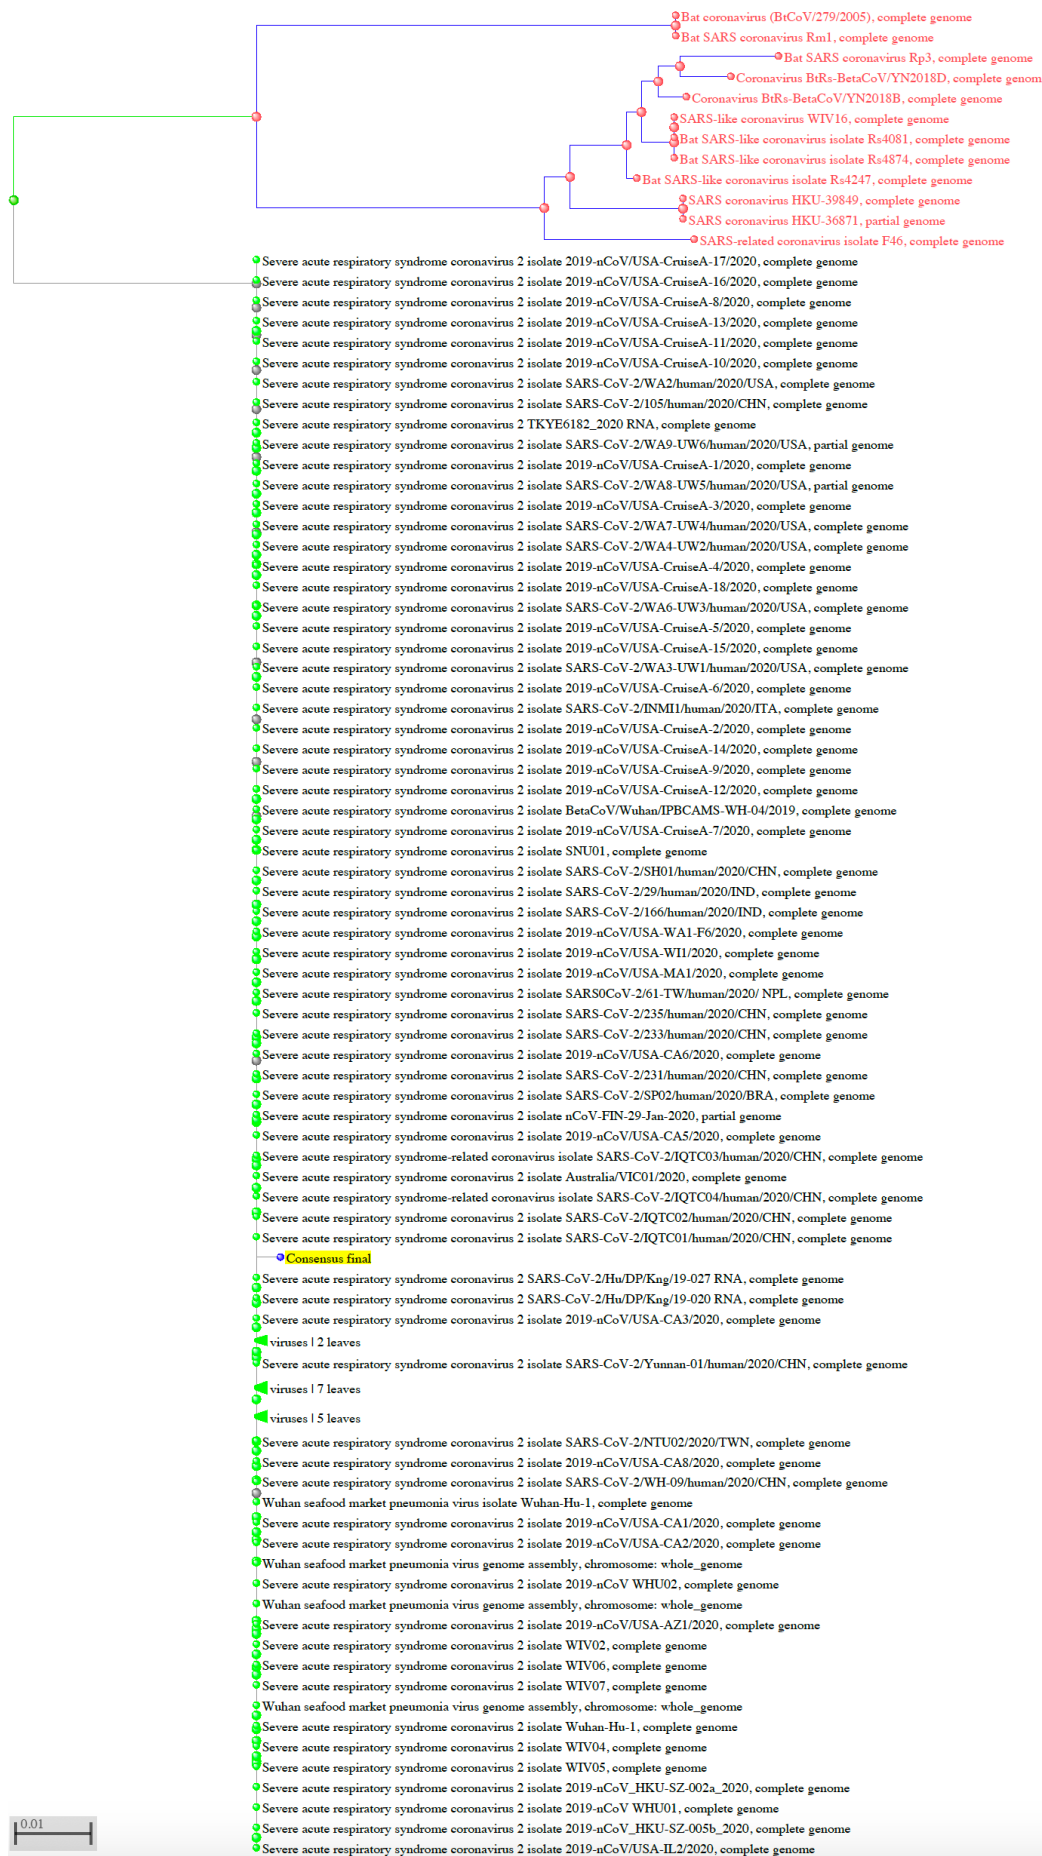 Bat coronavirus (BtCoV/279/2005), complete genome
Bat SARS coronavirus Rm1, complete genome
Bat SARS coronavirus Rp3, complete genome
Coronavirus BtRs-BetaCoV/YN2018D, complete genom
Coronavirus BtRs-BetaCoV/YN2018B, complete genome
SARS-like coronavirus WIV16, complete genome
Bat SARS-like coronavirus isolate Rs4081, complete genome
Bat SARS-like coronavirus isolate Rs4874, complete genome
Bat SARS-like coronavirus isolate Rs4247, complete genome
SARS coronavirus HKU-39849, complete genome
SARS coronavirus HKU-36871, partial genome
SARS-related coronavirus isolate F46, complete genome
Severe acute respiratory syndrome coronavirus 2 isolate 2019-nCoV/USA-CruiseA-17/2020, complete genome
Severe acute respiratory syndrome coronavirus 2 isolate 2019-nCoV/USA-CruiseA-16/2020, complete genome
Severe acute respiratory syndrome coronavirus 2 isolate 2019-nCoV/USA-CruiseA-8/2020, complete genome
Severe acute respiratory syndrome coronavirus 2 isolate 2019-nCoV/USA-CruiseA-13/2020, complete genome
Severe acute respiratory syndrome coronavirus 2 isolate 2019-nCoV/USA-CruiseA-11/2020, complete genome
Severe acute respiratory syndrome coronavirus 2 isolate 2019-nCoV/USA-CruiseA-10/2020, complete genome
Severe acute respiratory syndrome coronavirus 2 isolate SARS-CoV-2/WA2/human/2020/USA, complete genome
Severe acute respiratory syndrome coronavirus 2 isolate SARS-CoV-2/105/human/2020/CHN, complete genome
Severe acute respiratory syndrome coronavirus 2 TKYE6182_2020 RNA, complete genome
Severe acute respiratory syndrome coronavirus 2 isolate SARS-CoV-2/WA9-UW6/human/2020/USA, partial genome
Severe acute respiratory syndrome coronavirus 2 isolate 2019-nCoV/USA-CruiseA-1/2020, complete genome
Severe acute respiratory syndrome coronavirus 2 isolate SARS-CoV-2/WA8-UW5/human/2020/USA, partial genome
Severe acute respiratory syndrome coronavirus 2 isolate 2019-nCoV/USA-CruiseA-3/2020, complete genome
Severe acute respiratory syndrome coronavirus 2 isolate SARS-CoV-2/WA7-UW4/human/2020/USA, complete genome
Severe acute respiratory syndrome coronavirus 2 isolate SARS-CoV-2/WA4-UW2/human/2020/USA, complete genome
Severe acute respiratory syndrome coronavirus 2 isolate 2019-nCoV/USA-CruiseA-4/2020, complete genome
Severe acute respiratory syndrome coronavirus 2 isolate 2019-nCoV/USA-CruiseA-18/2020, complete genome
Severe acute respiratory syndrome coronavirus 2 isolate SARS-CoV-2/WA6-UW3/human/2020/USA, complete genome
Severe acute respiratory syndrome coronavirus 2 isolate 2019-nCoV/USA-CruiseA-5/2020, complete genome
Severe acute respiratory syndrome coronavirus 2 isolate 2019-nCoV/USA-CruiseA-15/2020, complete genome
Severe acute respiratory syndrome coronavirus 2 isolate SARS-CoV-2/WA3-UW1/human/2020/USA, complete genome
Severe acute respiratory syndrome coronavirus 2 isolate 2019-nCoV/USA-CruiseA-6/2020, complete genome
Severe acute respiratory syndrome coronavirus 2 isolate SARS-CoV-2/INMI1/human/2020/ITA, complete genome
Severe acute respiratory syndrome coronavirus 2 isolate 2019-nCoV/USA-CruiseA-2/2020, complete genome
Severe acute respiratory syndrome coronavirus 2 isolate 2019-nCoV/USA-CruiseA-14/2020, complete genome
Severe acute respiratory syndrome coronavirus 2 isolate 2019-nCoV/USA-CruiseA-9/2020, complete genome
Severe acute respiratory syndrome coronavirus 2 isolate 2019-nCoV/USA-CruiseA-12/2020, complete genome
Severe acute respiratory syndrome coronavirus 2 isolate BetaCoV/Wuhan/IPBCAMS-WH-04/2019, complete genome
Severe acute respiratory syndrome coronavirus 2 isolate 2019-nCoV/USA-CruiseA-7/2020, complete genome
Severe acute respiratory syndrome coronavirus 2 isolate SNU01, complete genome
Severe acute respiratory syndrome coronavirus 2 isolate SARS-CoV-2/SH01/human/2020/CHN, complete genome
Severe acute respiratory syndrome coronavirus 2 isolate SARS-CoV-2/29/human/2020/IND, complete genome
Severe acute respiratory syndrome coronavirus 2 isolate SARS-CoV-2/166/human/2020/IND, complete genome
Severe acute respiratory syndrome coronavirus 2 isolate 2019-nCoV/USA-WA1-F6/2020, complete genome
Severe acute respiratory syndrome coronavirus 2 isolate 2019-nCoV/USA-WI1/2020, complete genome
Severe acute respiratory syndrome coronavirus 2 isolate 2019-nCoV/USA-MA1/2020, complete genome
Severe acute respiratory syndrome coronavirus 2 isolate SARS0CoV-2/61-TW/human/2020/ NPL, complete genome
Severe acute respiratory syndrome coronavirus 2 isolate SARS-CoV-2/235/human/2020/CHN, complete genome
Severe acute respiratory syndrome coronavirus 2 isolate SARS-CoV-2/233/human/2020/CHN, complete genome
Severe acute respiratory syndrome coronavirus 2 isolate 2019-nCoV/USA-CA6/2020, complete genome
Severe acute respiratory syndrome coronavirus 2 isolate SARS-CoV-2/231/human/2020/CHN, complete genome
Severe acute respiratory syndrome coronavirus 2 isolate SARS-CoV-2/SP02/human/2020/BRA, complete genome
Severe acute respiratory syndrome coronavirus 2 isolate nCoV-FIN-29-Jan-2020, partial genome
Severe acute respiratory syndrome coronavirus 2 isolate 2019-nCoV/USA-CA5/2020, complete genome
Severe acute respiratory syndrome-related coronavirus isolate SARS-CoV-2/IQTC03/human/2020/CHN, complete genome
Severe acute respiratory syndrome coronavirus 2 isolate Australia/VIC01/2020, complete genome
Severe acute respiratory syndrome-related coronavirus isolate SARS-CoV-2/IQTC04/human/2020/CHN, complete genome
Severe acute respiratory syndrome coronavirus 2 isolate SARS-CoV-2/IQTC02/human/2020/CHN, complete genome
Severe acute respiratory syndrome coronavirus 2 isolate SARS-CoV-2/IQTC01/human/2020/CHN, complete genome
Consensus final
Severe acute respiratory syndrome coronavirus 2 SARS-CoV-2/Hu/DP/Kng/19-027 RNA, complete genome
Severe acute respiratory syndrome coronavirus 2 SARS-CoV-2/Hu/DP/Kng/19-020 RNA, complete genome
Severe acute respiratory syndrome coronavirus 2 isolate 2019-nCoV/USA-CA3/2020, complete genome
viruses | 2 leaves
Severe acute respiratory syndrome coronavirus 2 isolate SARS-CoV-2/Yunnan-01/human/2020/CHN, complete genome
viruses | 7 leaves
viruses | 5 leaves
Severe acute respiratory syndrome coronavirus 2 isolate SARS-CoV-2/NTU02/2020/TWN, complete genome
Severe acute respiratory syndrome coronavirus 2 isolate 2019-nCoV/USA-CA8/2020, complete genome
Severe acute respiratory syndrome coronavirus 2 isolate SARS-CoV-2/WH-09/human/2020/CHN, complete genome
Wuhan seafood market pneumonia virus isolate Wuhan-Hu-1, complete genome
Severe acute respiratory syndrome coronavirus 2 isolate 2019-nCoV/USA-CA1/2020, complete genome
Severe acute respiratory syndrome coronavirus 2 isolate 2019-nCoV/USA-CA2/2020, complete genome
Wuhan seafood market pneumonia virus genome assembly, chromosome: whole_genome
Severe acute respiratory syndrome coronavirus 2 isolate 2019-nCoV WHU02, complete genome
Wuhan seafood market pneumonia virus genome assembly, chromosome: whole_genome
Severe acute respiratory syndrome coronavirus 2 isolate 2019-nCoV/USA-AZ1/2020, complete genome
Severe acute respiratory syndrome coronavirus 2 isolate WIV02, complete genome
Severe acute respiratory syndrome coronavirus 2 isolate WIV06, complete genome
Severe acute respiratory syndrome coronavirus 2 isolate WIV07, complete genome
Wuhan seafood market pneumonia virus genome assembly, chromosome: whole_genome
Severe acute respiratory syndrome coronavirus 2 isolate Wuhan-Hu-1, complete genome
Severe acute respiratory syndrome coronavirus 2 isolate WIV04, complete genome
Severe acute respiratory syndrome coronavirus 2 isolate WIV05, complete genome
Severe acute respiratory syndrome coronavirus 2 isolate 2019-nCoV_HKU-SZ-002a_2020, complete genome
Severe acute respiratory syndrome coronavirus 2 isolate 2019-nCoV WHU01, complete genome
Severe acute respiratory syndrome coronavirus 2 isolate 2019-nCoV_HKU-SZ-005b_2020, complete genome
Severe acute respiratory syndrome coronavirus 2 isolate 2019-nCoV/USA-IL2/2020, complete genome
0.01